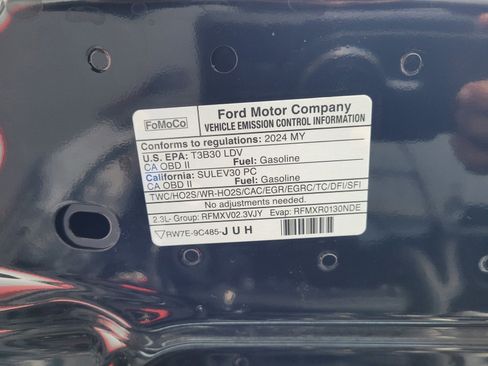 FoMoCo
Ford Motor Company
VEHICLE EMISSION CONTROL INFORMATION
Conforms to regulations: 2024 MY
U.S. EPA: T3B30 LDV
CA OBD II Fuel: Gasoline
California: SULEV30 PC
CA OBD II Fuel: Gasoline
TWC/HO2S/WR-HO2S/CAC/EGR/EGRC/TC/DFI/SFI
No adjustments needed.
2.3L- Group: RFMXV02.3VJY Evap: RFMXR0130NDE
RW7E-9C485-JUH